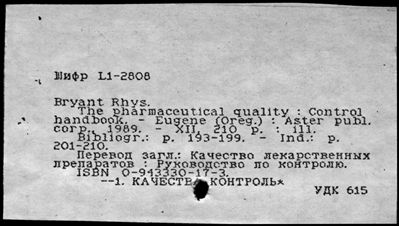 Шифр L1-2808
Bryant Rhys.
The pharmaceutical quality : Control
handbook. - Eugene (Oreg.) : Aster publ.
corp., 1989. - XII, 210 p. : ill.
Bibliogr.: p. 193-199. - Ind.: p.
201-210.
Перевод загл.: Качество лекарственных
препаратов : Руководство по контролю.
ISBN 0-943330-17-3.
--1. КАЧЕСТВА КОНТРОЛЬ*
УДК 615